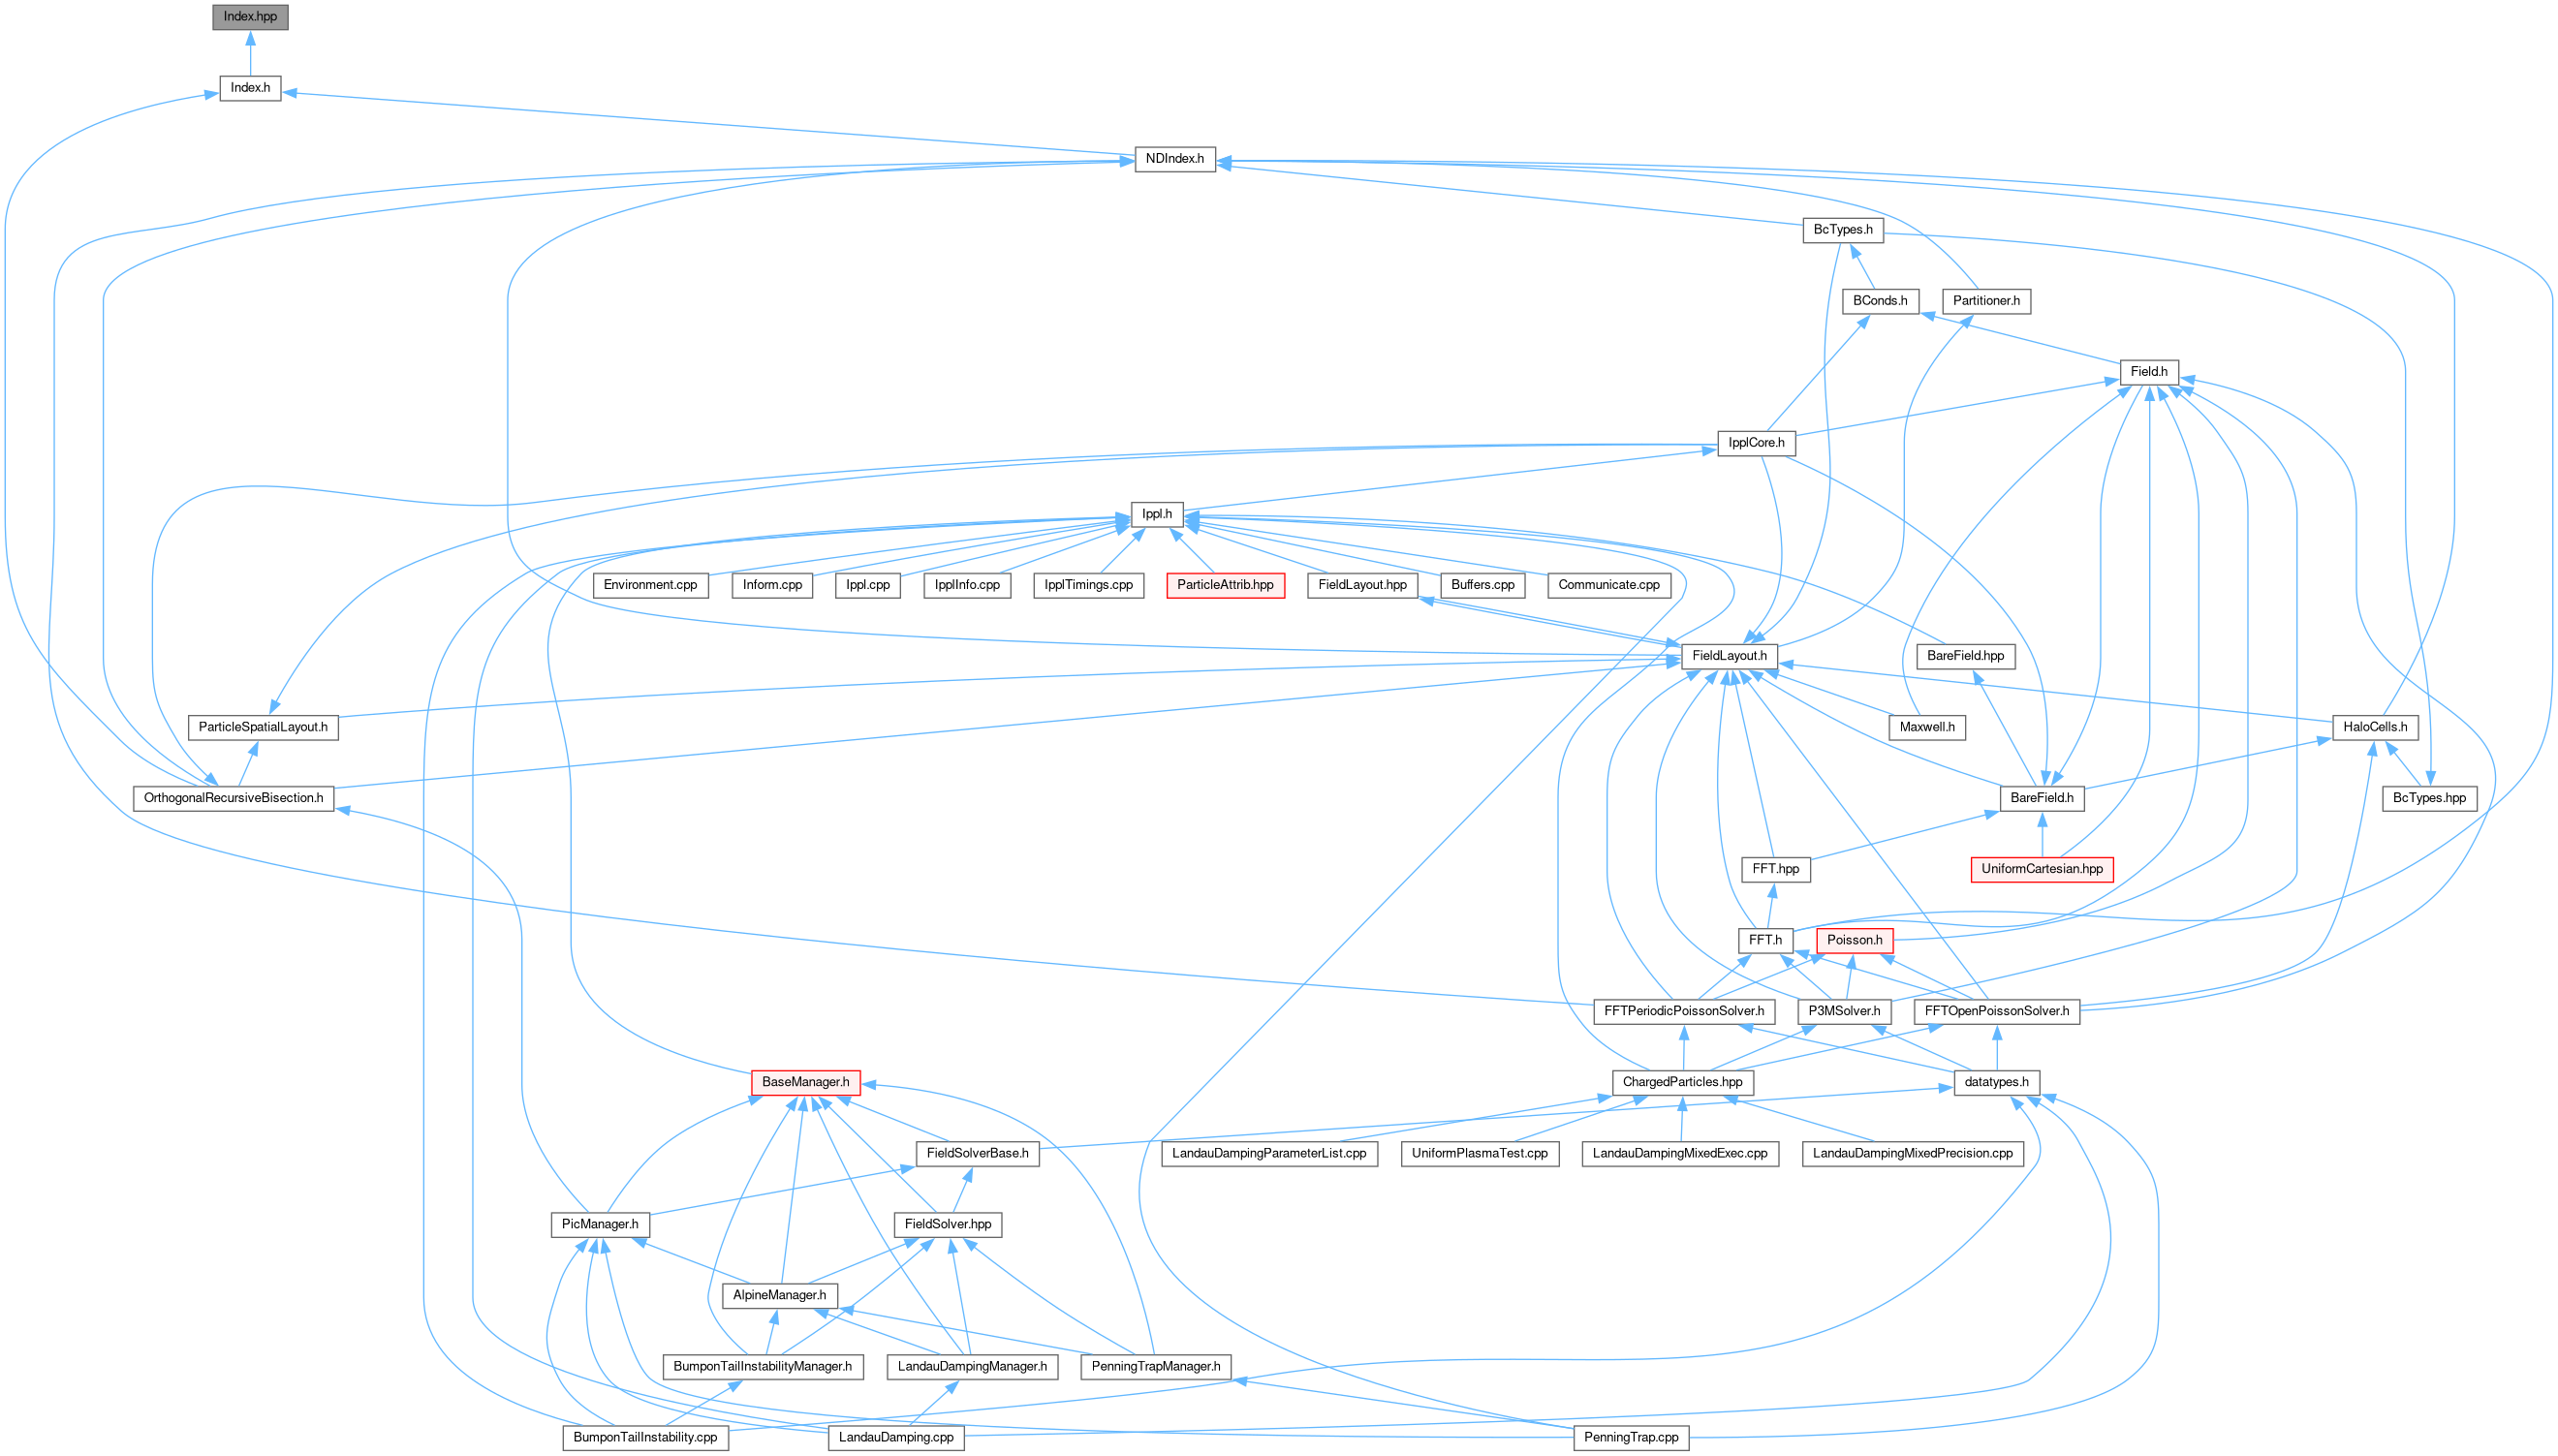 Index.hpp
Index.h
NDIndex.h
BcTypes.h
BConds.h
Partitioner.h
Field.h
IpplCore.h
Ippl.h
Environment.cpp
Inform.cpp
Ippl.cpp
IpplInfo.cpp
IpplTimings.cpp
ParticleAttrib.hpp
FieldLayout.hpp
Buffers.cpp
Communicate.cpp
FieldLayout.h
BareField.hpp
ParticleSpatialLayout.h
Maxwell.h
HaloCells.h
OrthogonalRecursiveBisection.h
BareField.h
BcTypes.hpp
FFT.hpp
UniformCartesian.hpp
FFT.h
Poisson.h
FFTPeriodicPoissonSolver.h
P3MSolver.h
FFTOpenPoissonSolver.h
BaseManager.h
ChargedParticles.hpp
datatypes.h
FieldSolverBase.h
LandauDampingParameterList.cpp
UniformPlasmaTest.cpp
LandauDampingMixedExec.cpp
LandauDampingMixedPrecision.cpp
PicManager.h
FieldSolver.hpp
AlpineManager.h
BumponTailInstabilityManager.h
LandauDampingManager.h
PenningTrapManager.h
BumponTailInstability.cpp
LandauDamping.cpp
PenningTrap.cpp